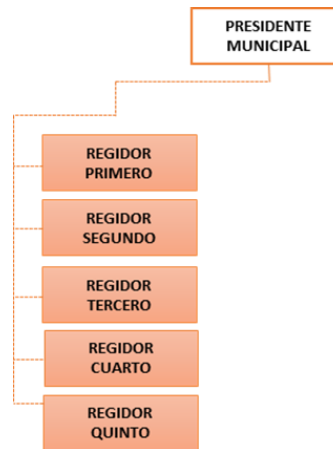 PRESIDENTE
MUNICIPAL
REGIDOR
PRIMERO
REGIDOR
SEGUNDO
REGIDOR
TERCERO
REGIDOR
CUARTO
REGIDOR
QUINTO